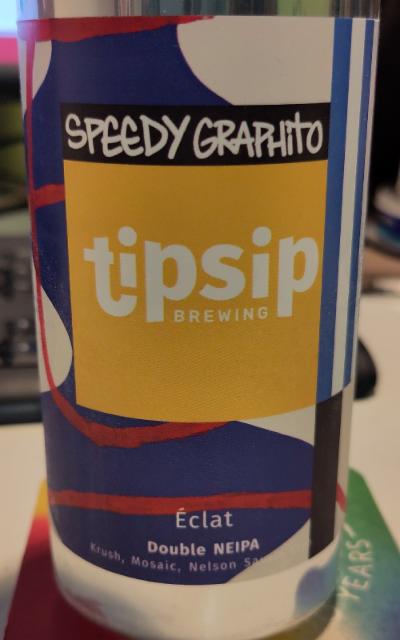 SPEEDY GRAPHITO
tipsip
BREWING
Éclat
Double NEIPA
Krush, Mosaic, Nelson
YEARS